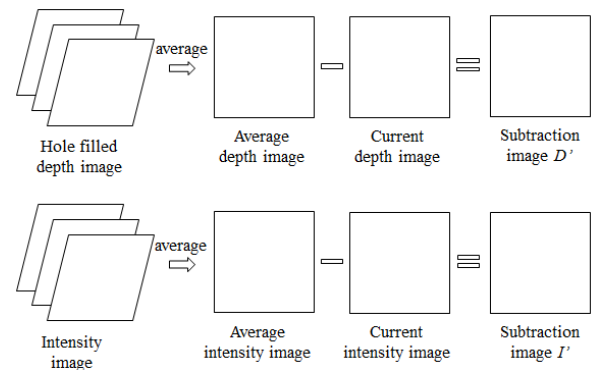 average
Hole filled
depth image
Average
depth image
Current
depth image
Subtraction
image D'
average
Intensity
image
Average
intensity image
Current
intensity image
Subtraction
image I'